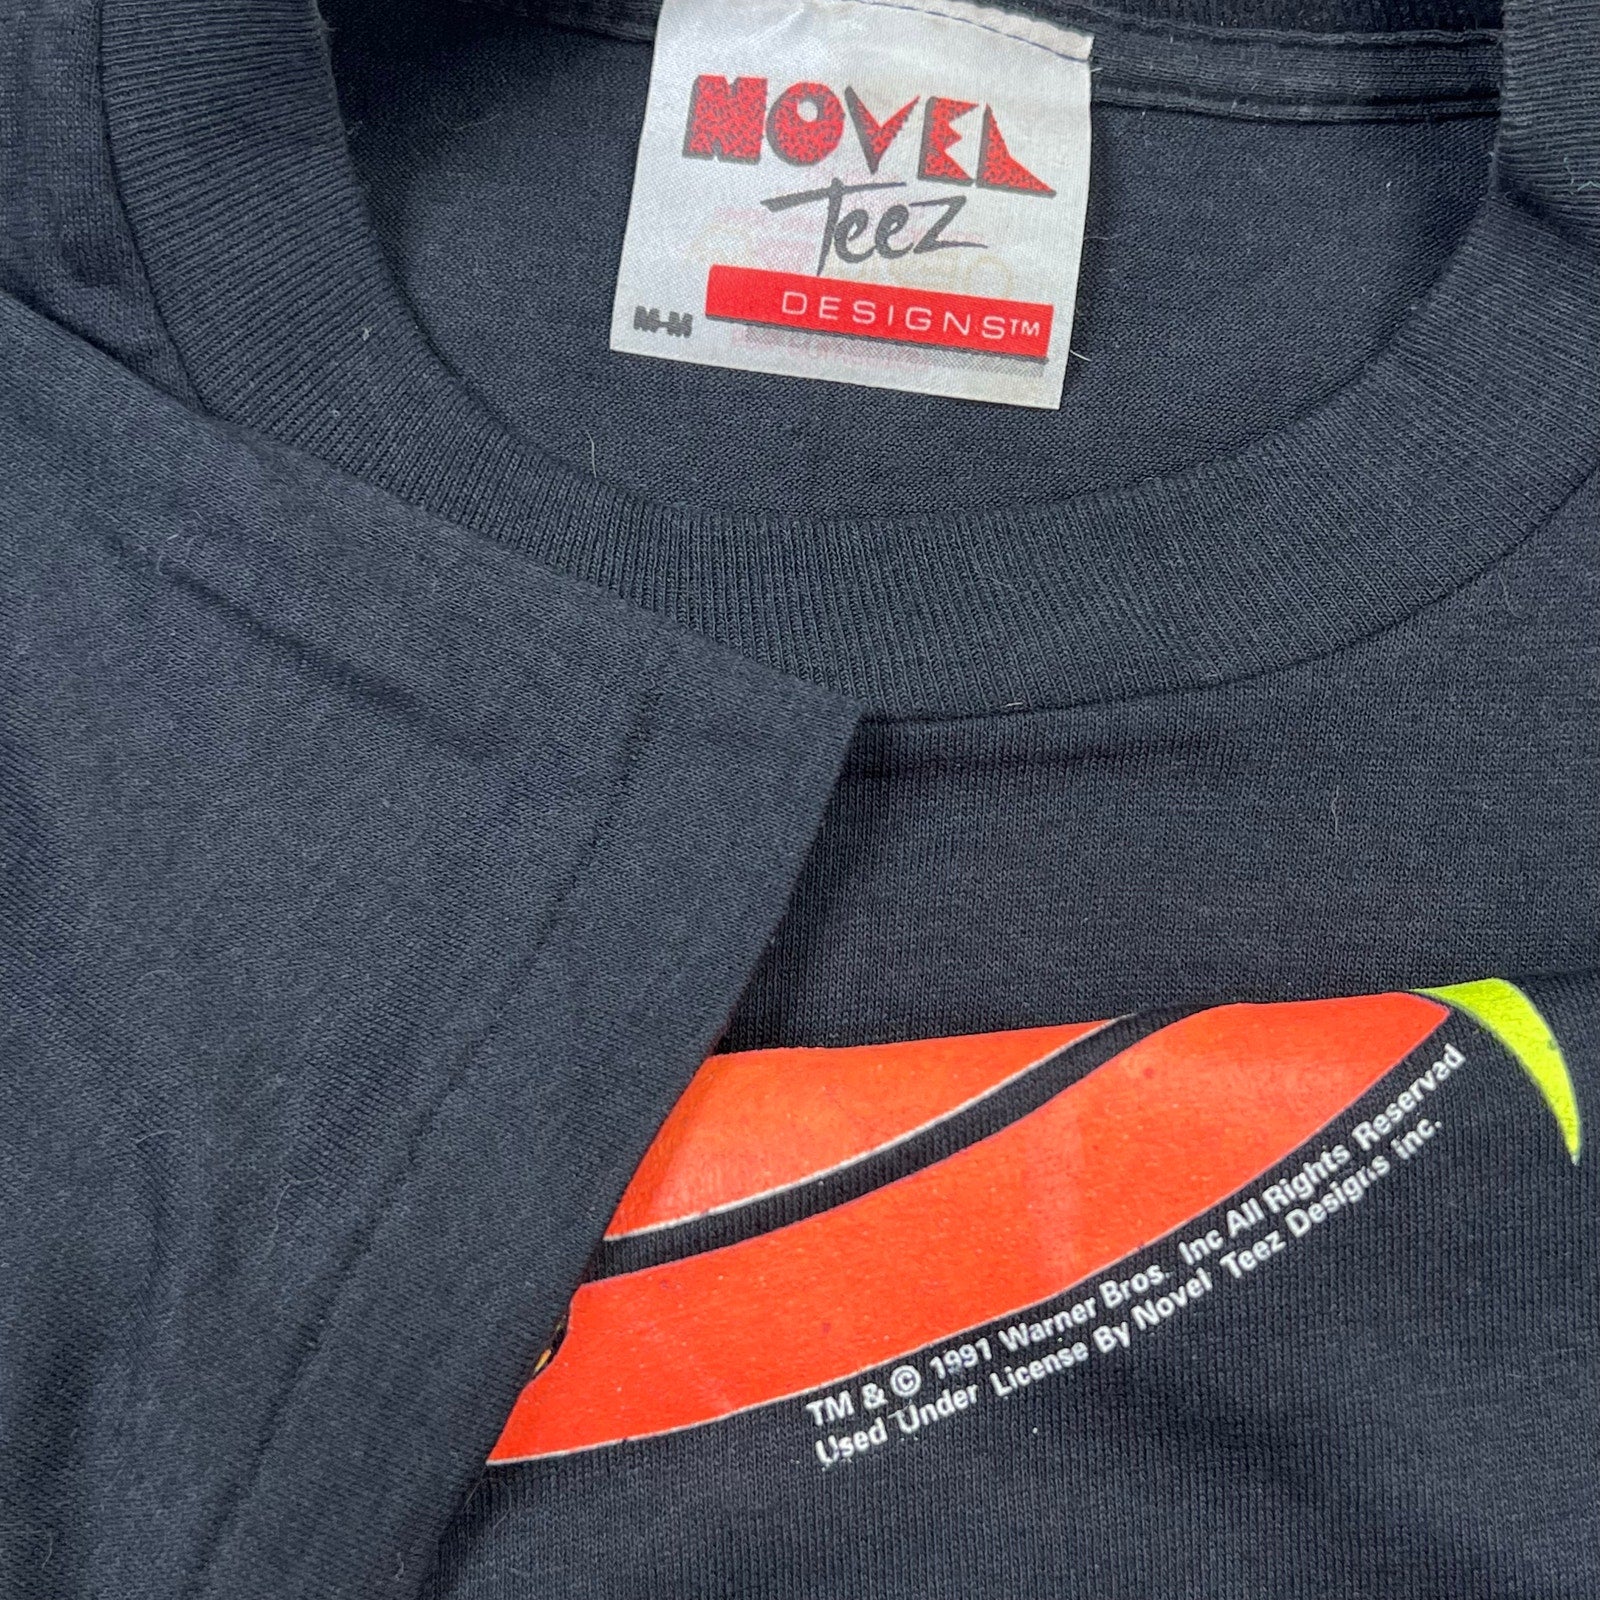 NOVEL
Teez
DESIGNS™
M-M
TM & © 1991 Warner Bros. Inc All Rights Reserved
Used Under License By Novel Teez Designs inc.